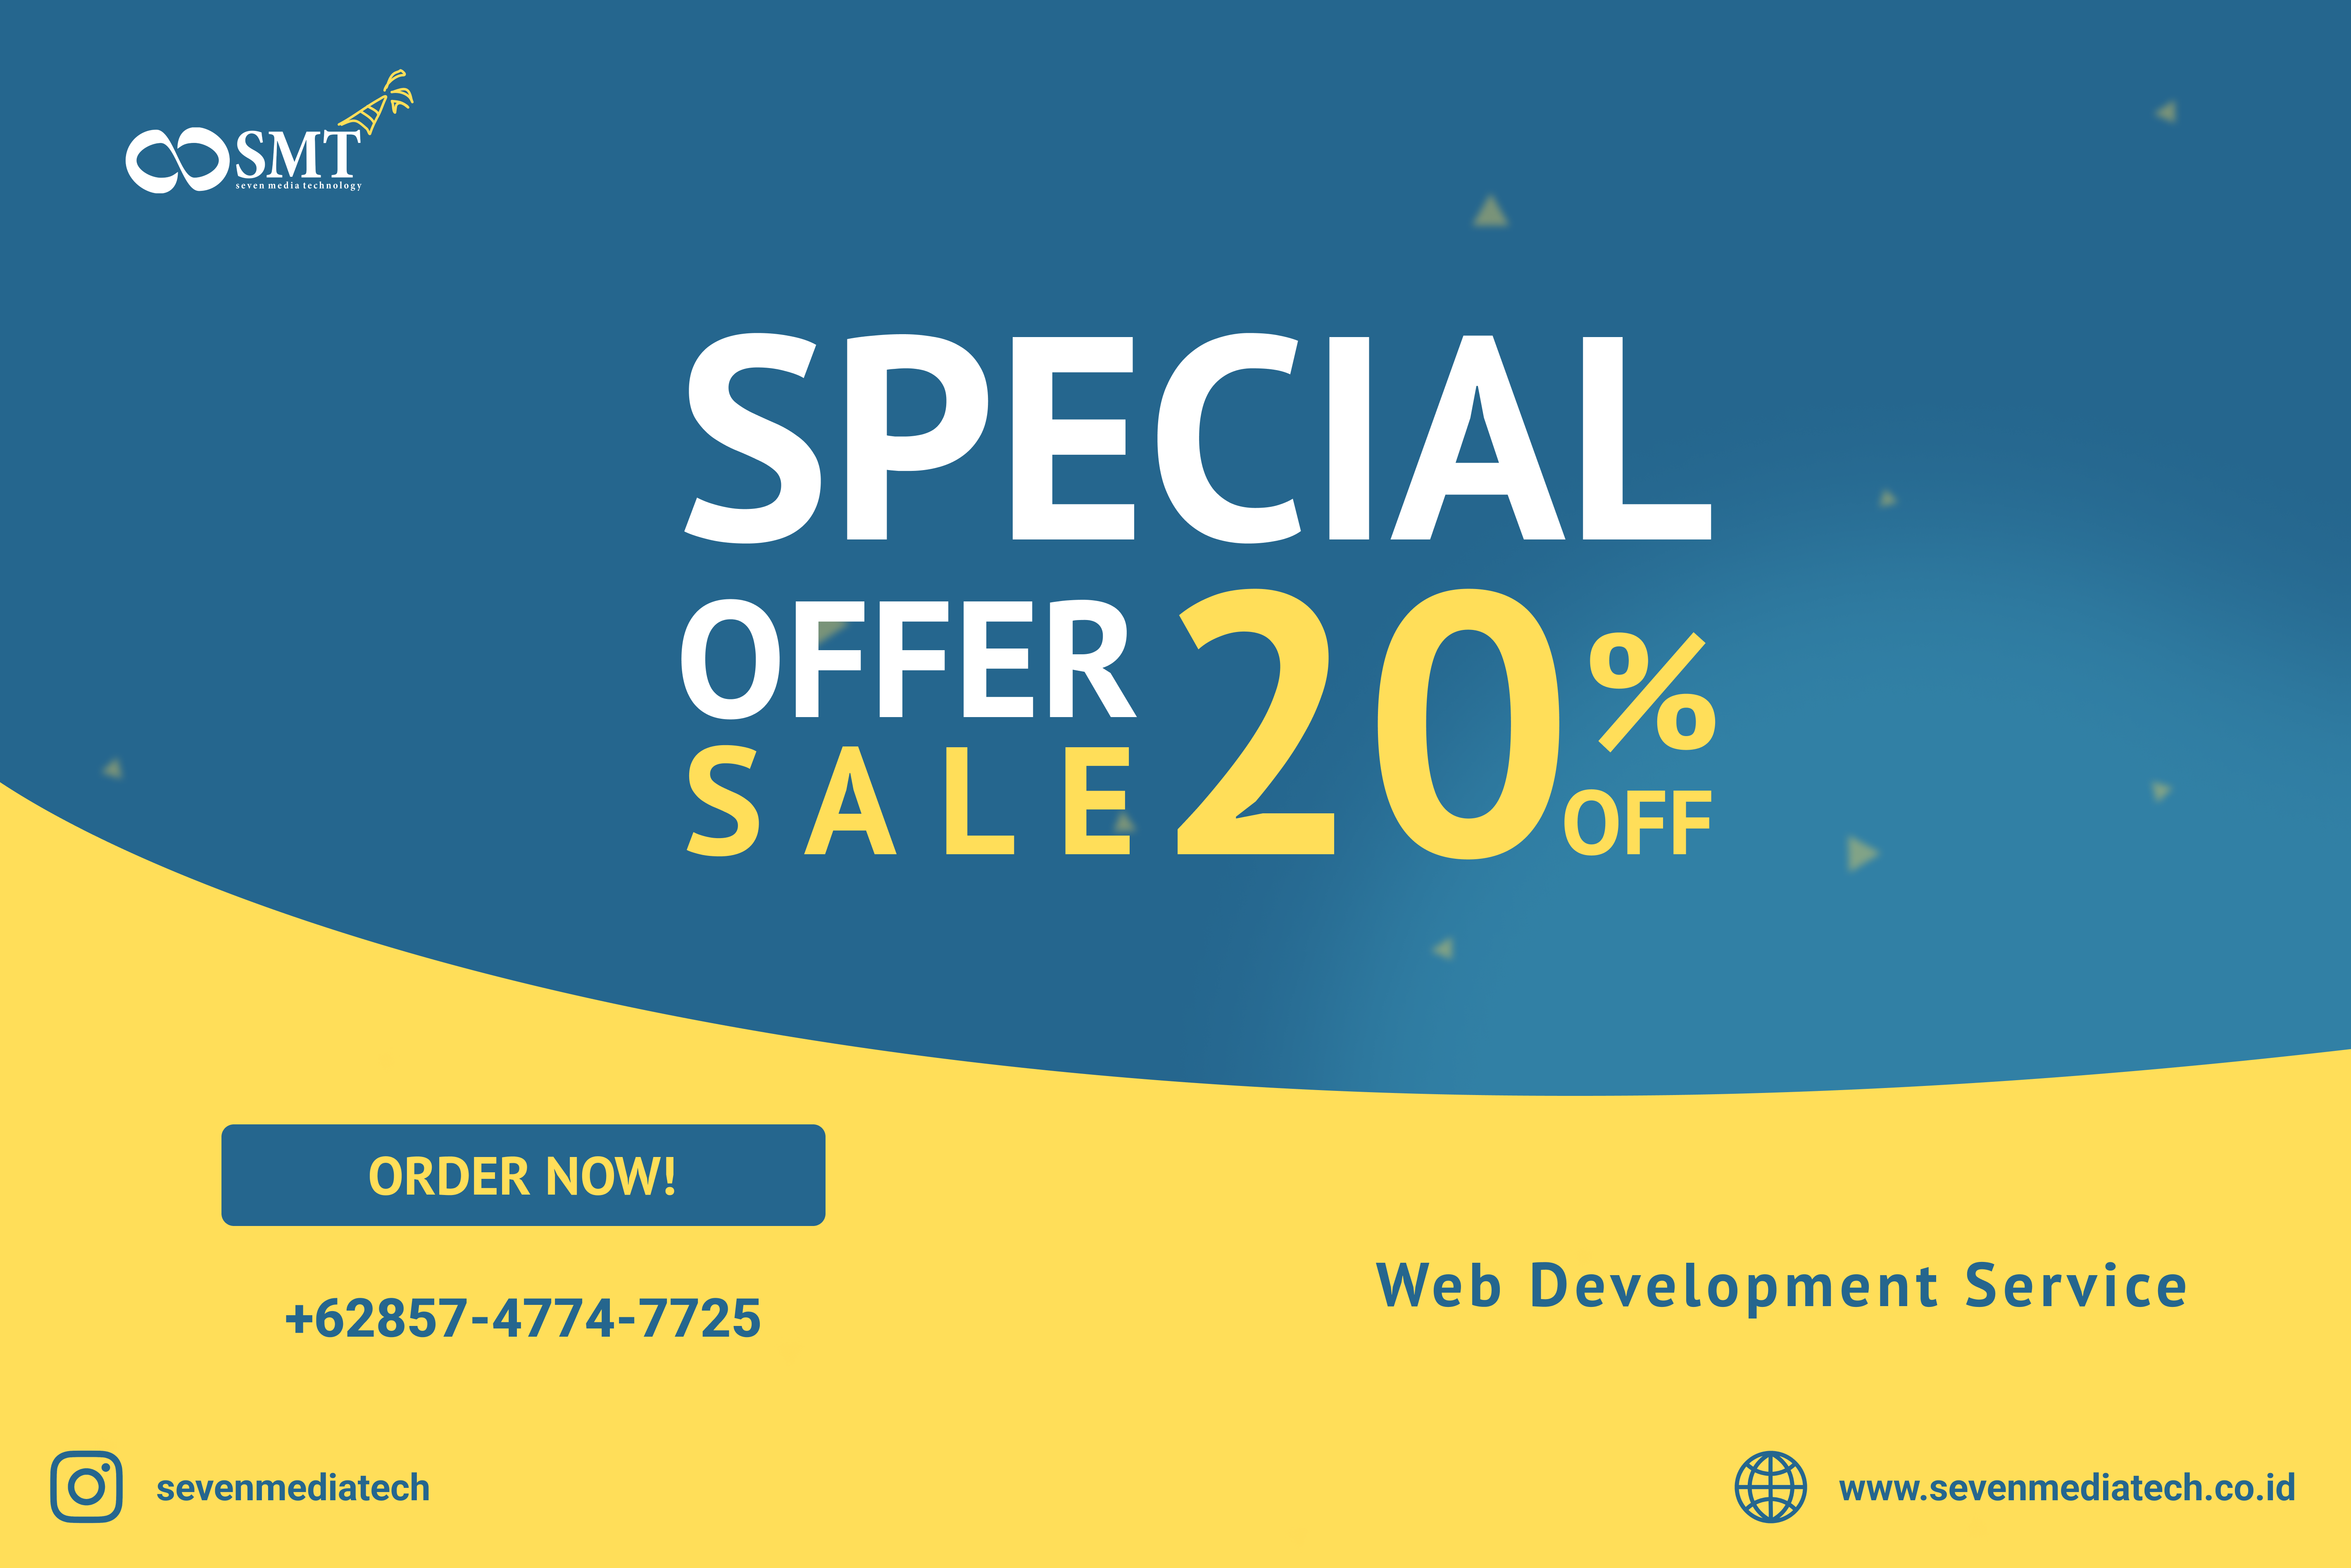 SMT
seven media technology
SPECIAL
OFFER
SALE
20%
OFF
ORDER NOW!
+62857-4774-7725
Web Development Service
sevenmediatech
www.sevenmediatech.co.id